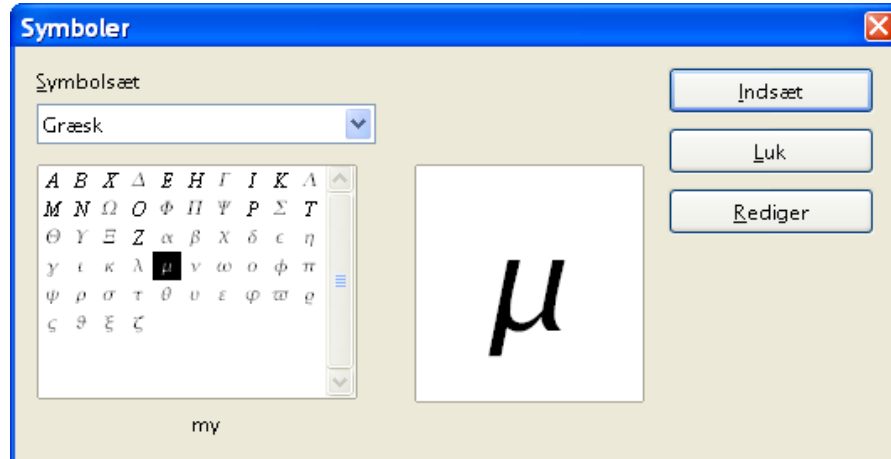 Symboler
Symbolsæt
Græsk
Indsæt
Luk
Rediger
Α Β Χ Δ Ε Η Γ Ι Κ Λ
Μ Ν Ω Ο Φ Π Ψ Ρ Σ Τ
Θ Υ Ξ Ζ α β χ δ ϵ η
γ ι κ λ μ ν ω ο ϕ π
ψ ρ σ τ θ υ ε φ ϖ ϱ
ς ϑ ξ ζ
μ
my